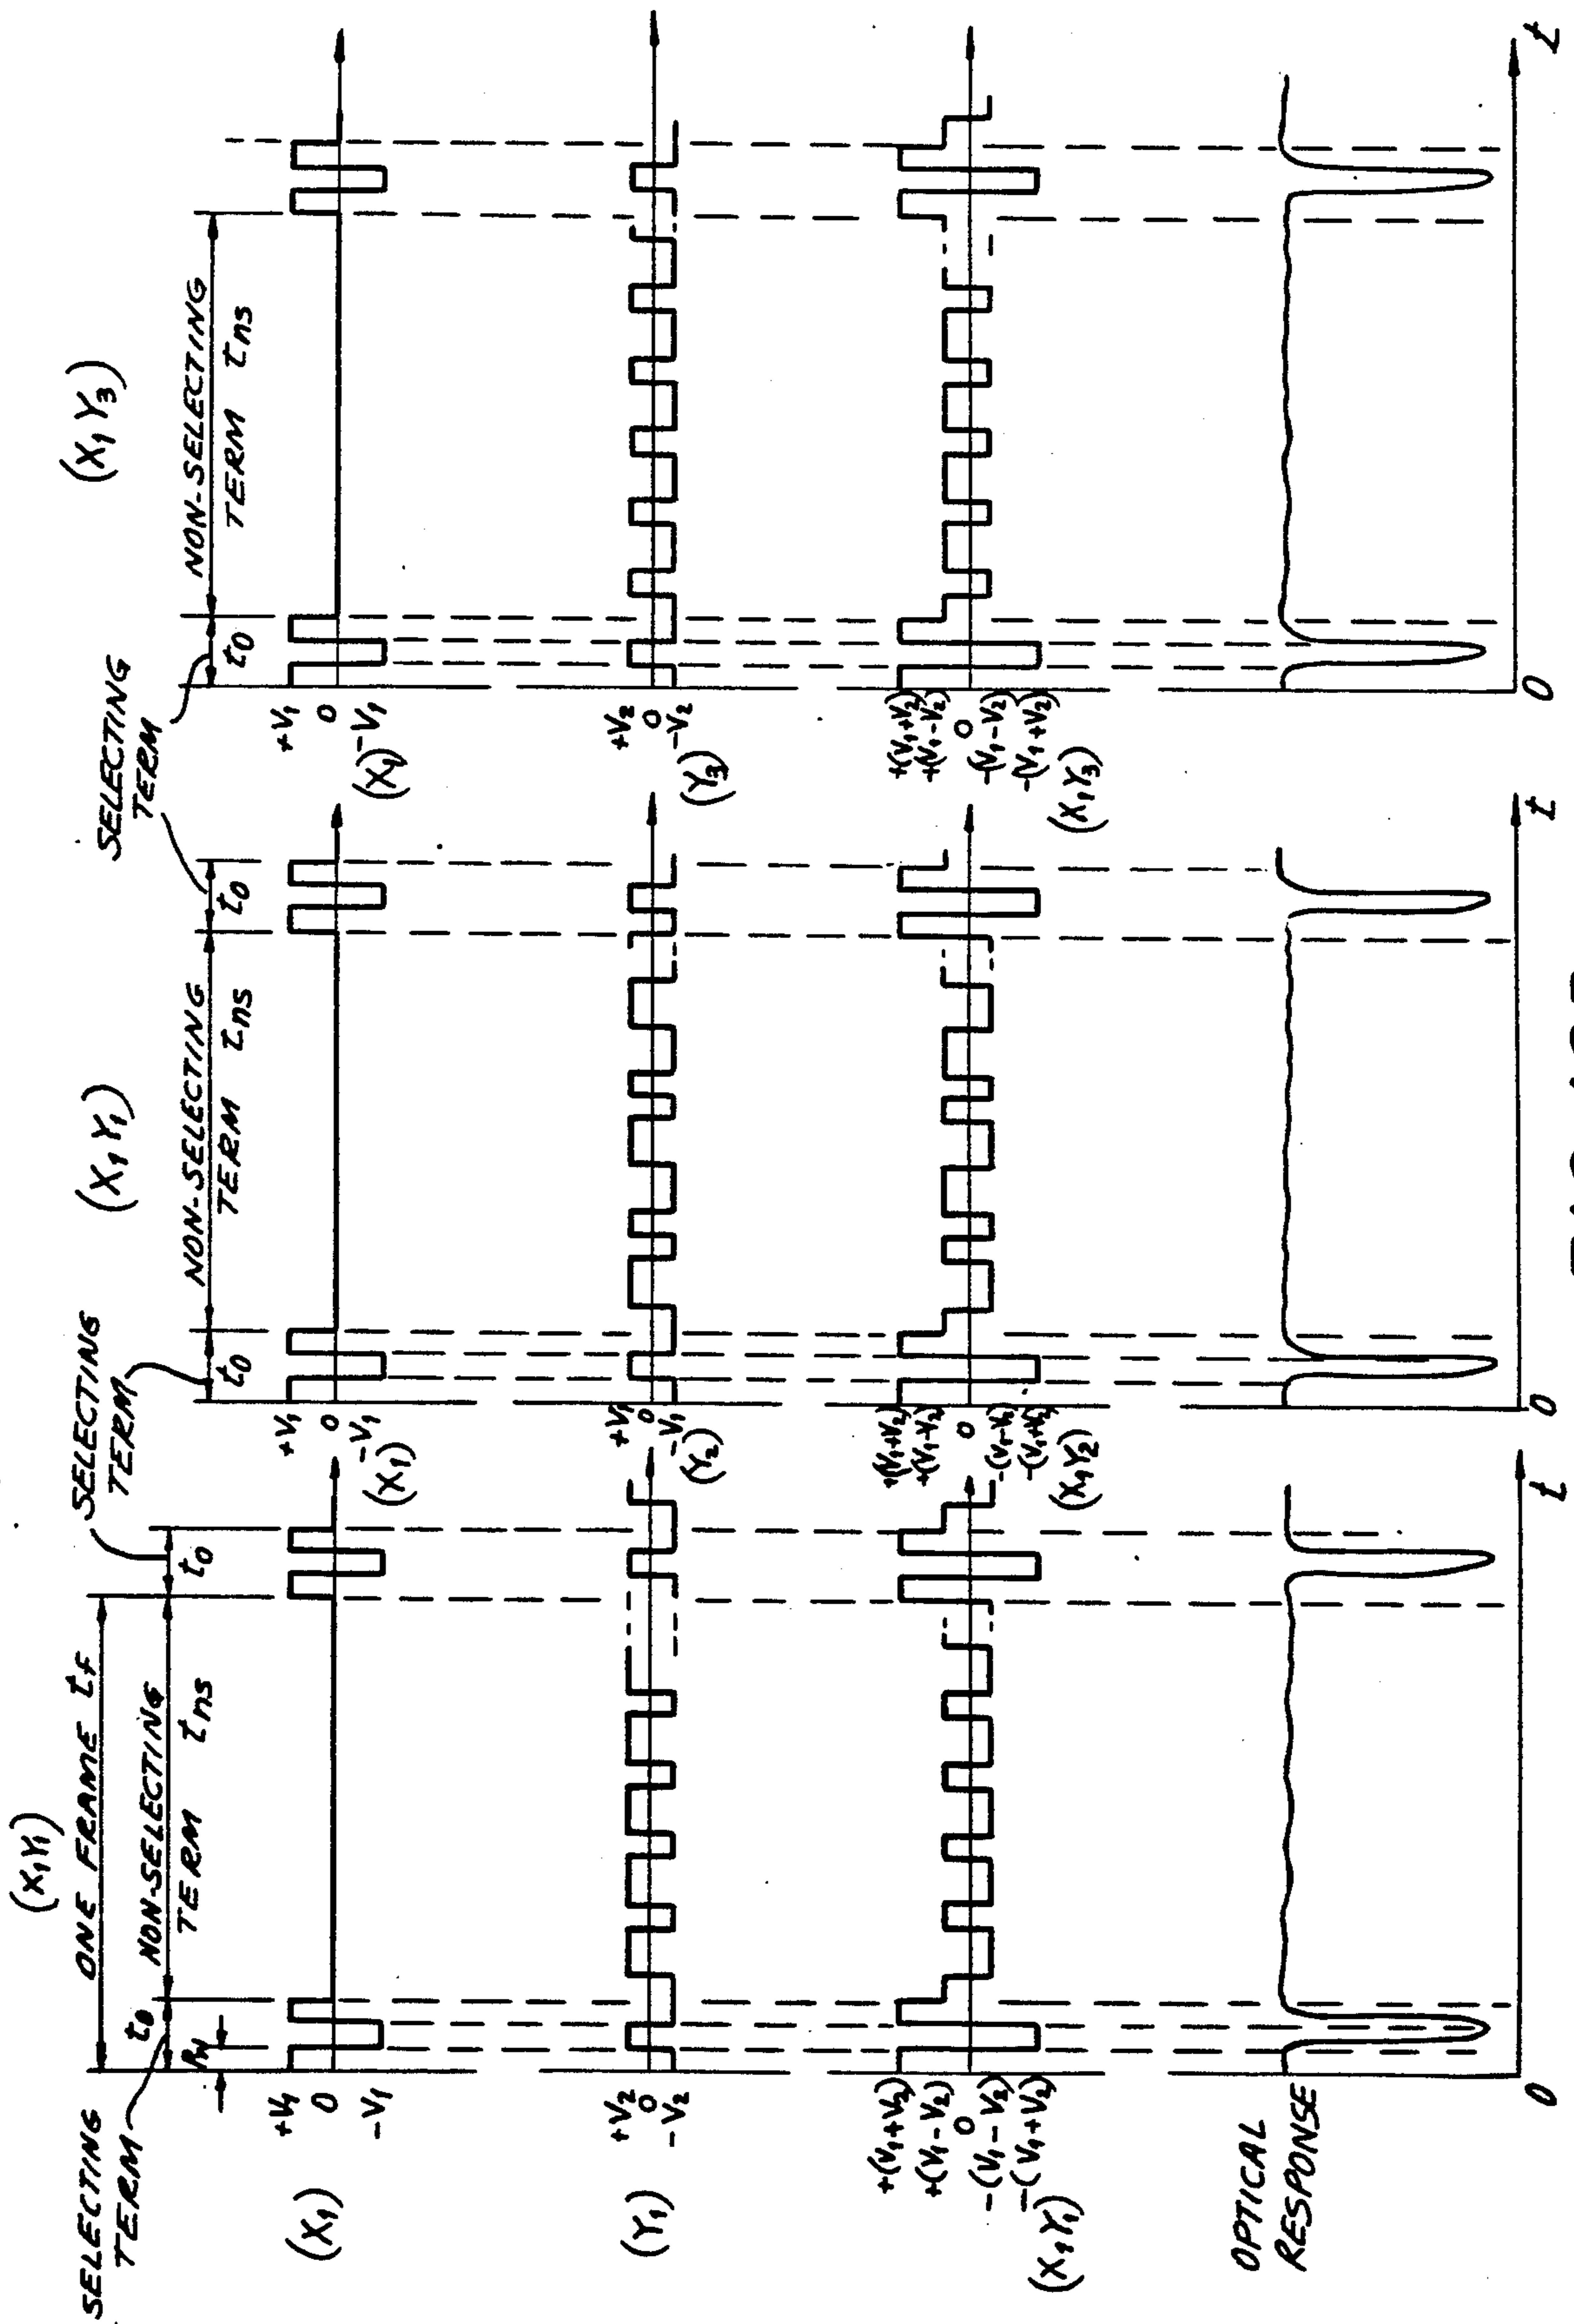 (X₁Y₁)
ONE FRAME tF
SELECTING
TERM
t₀
NON-SELECTING
TERM tns
PW
t₀
SELECTING
TERM
+V₁
0
-V₁
(X₁)
+V₂
0
-V₂
(Y₁)
+(V₁+V₂)
+(V₁-V₂)
0
-(V₁-V₂)
-(V₁+V₂)
(X₁Y₁)
OPTICAL
RESPONSE
0
t
(X₁Y₁)
t₀
NON-SELECTING
TERM tns
t₀
SELECTING
TERM
+V₁
0
-V₁
(X₁)
+V₁
0
-V₁
(Y₂)
+(V₁+V₂)
+(V₁-V₂)
0
-(V₁-V₂)
-(V₁+V₂)
(X₁Y₂)
0
t
(X₁Y₃)
t₀
NON-SELECTING
TERM tns
+V₁
0
-V₁
(X₁)
+V₂
0
-V₂
(Y₃)
+(V₁+V₂)
+(V₁-V₂)
0
-(V₁-V₂)
-(V₁+V₂)
(X₁Y₃)
0
t